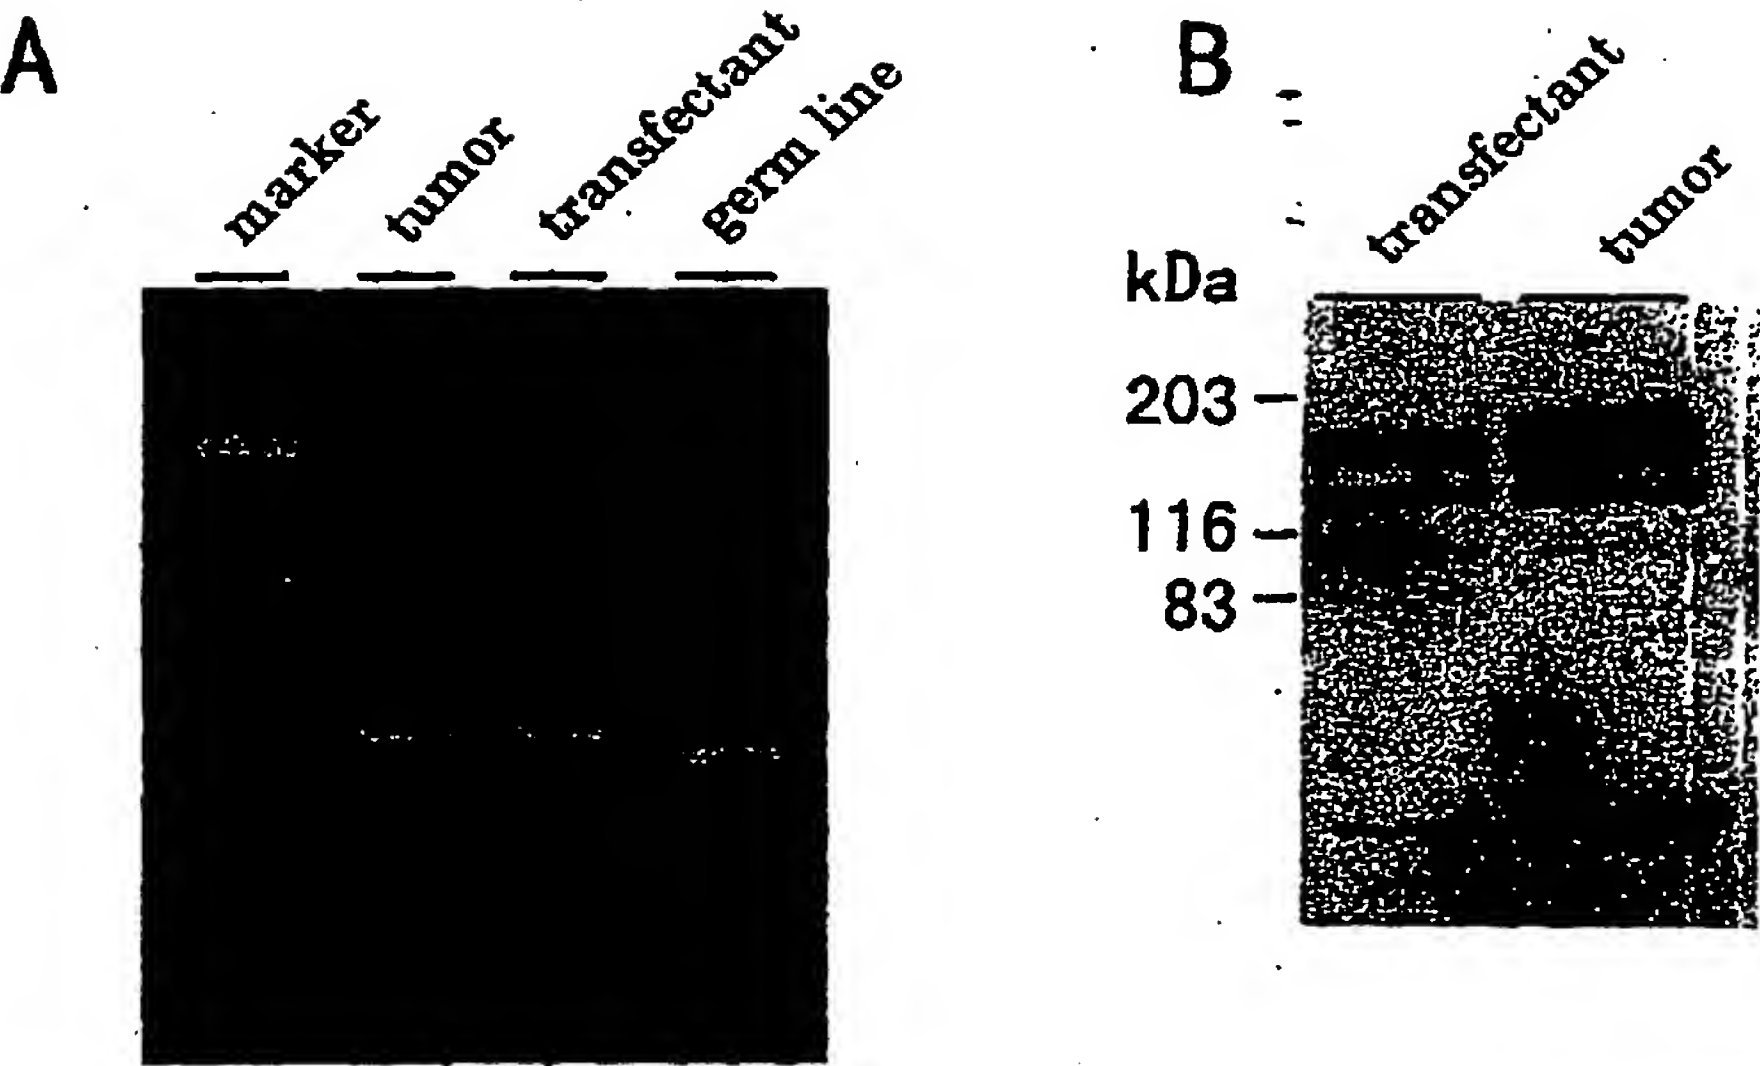 A
marker
tumor
transfectant
germ line
B
transfectant
tumor
kDa
203
116
83